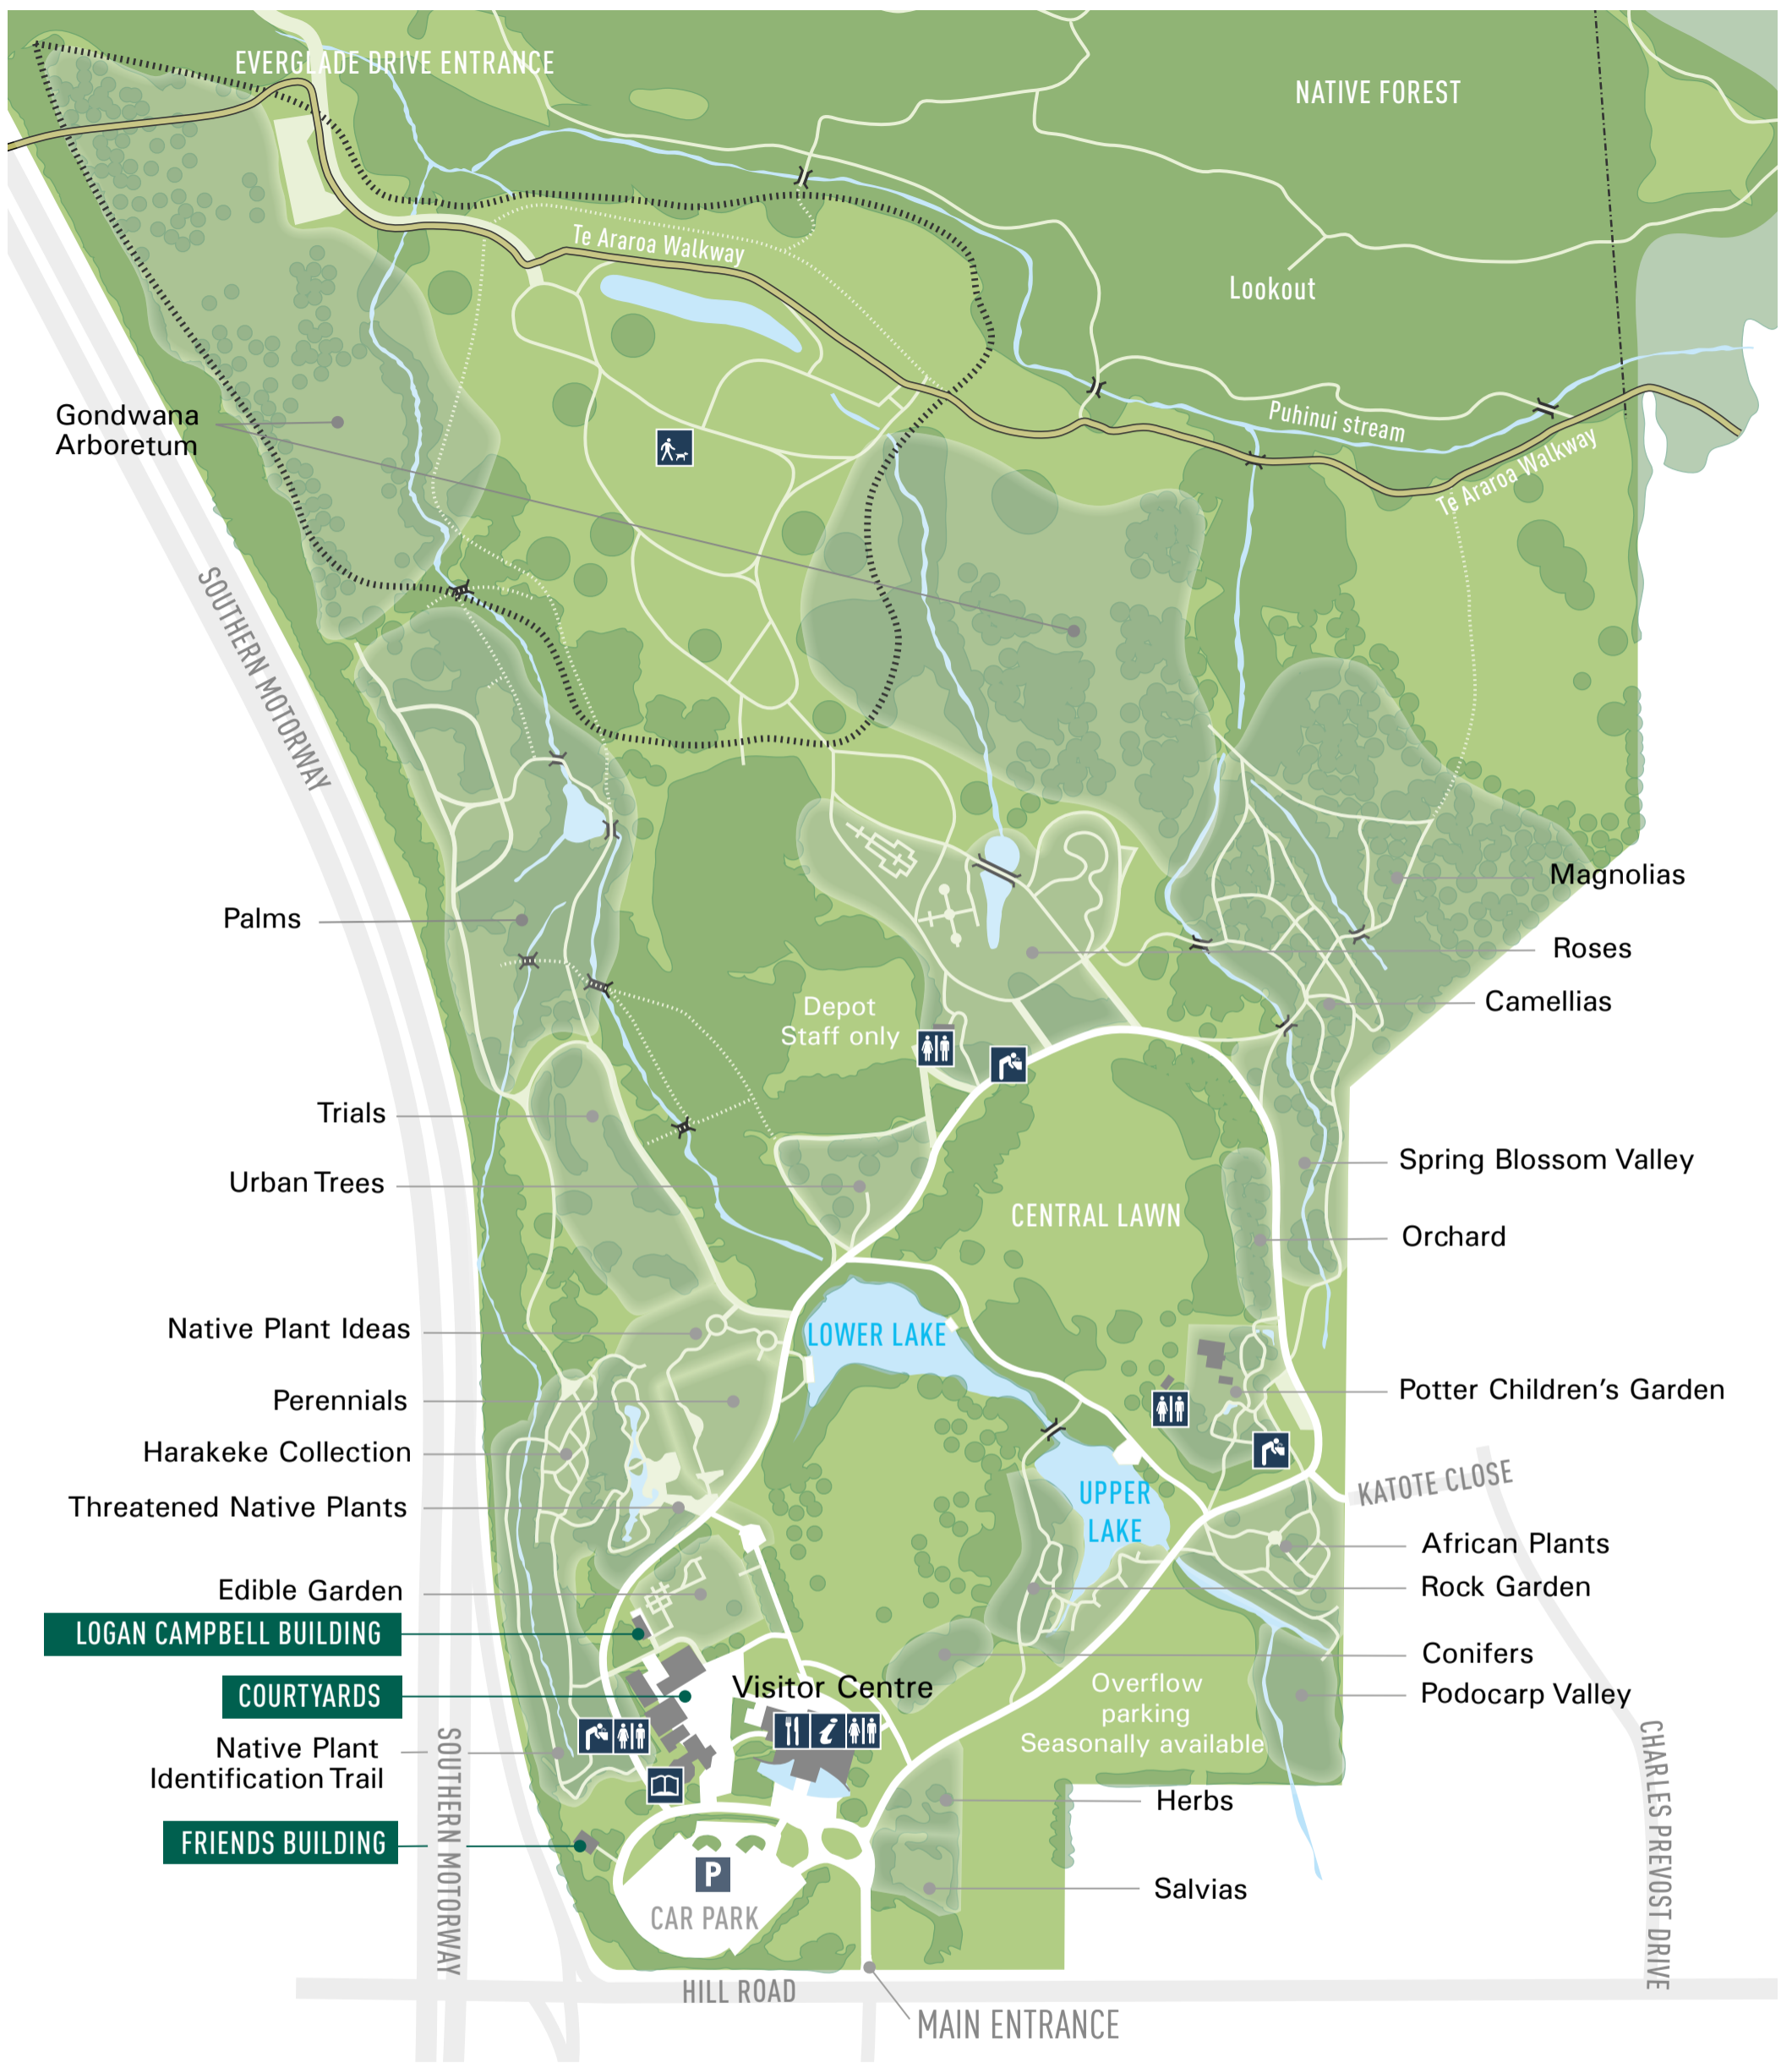 EVERGLADE DRIVE ENTRANCE
NATIVE FOREST
Te Araroa Walkway
Lookout
Gondwana
Arboretum
Puhinui stream
Te Araroa Walkway
SOUTHERN MOTORWAY
Magnolias
Palms
Roses
Camellias
Depot
Staff only
Trials
Spring Blossom Valley
Urban Trees
CENTRAL LAWN
Orchard
Native Plant Ideas
LOWER LAKE
Perennials
Potter Children's Garden
Harakeke Collection
KATOTE CLOSE
Threatened Native Plants
UPPER
LAKE
African Plants
Edible Garden
Rock Garden
LOGAN CAMPBELL BUILDING
Conifers
COURTYARDS
Visitor Centre
Overflow
parking
Seasonally available
Podocarp Valley
Native Plant
Identification Trail
SOUTHERN MOTORWAY
CHARLES PREVOST DRIVE
Herbs
FRIENDS BUILDING
P
CAR PARK
Salvias
HILL ROAD
MAIN ENTRANCE